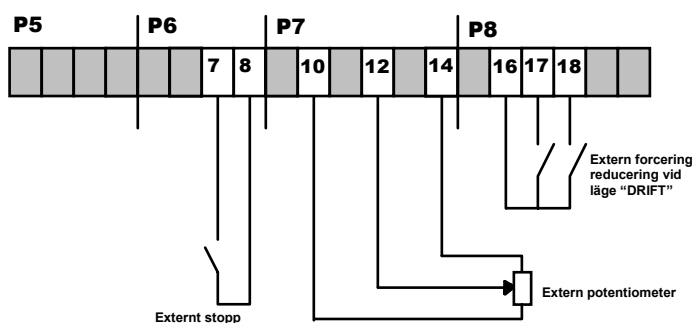 P5 P6 P7 P8
7 8 10 12 14 16 17 18
Extern forcering
reducering vid
läge “DRIFT”
Extern potentiometer
Externt stopp